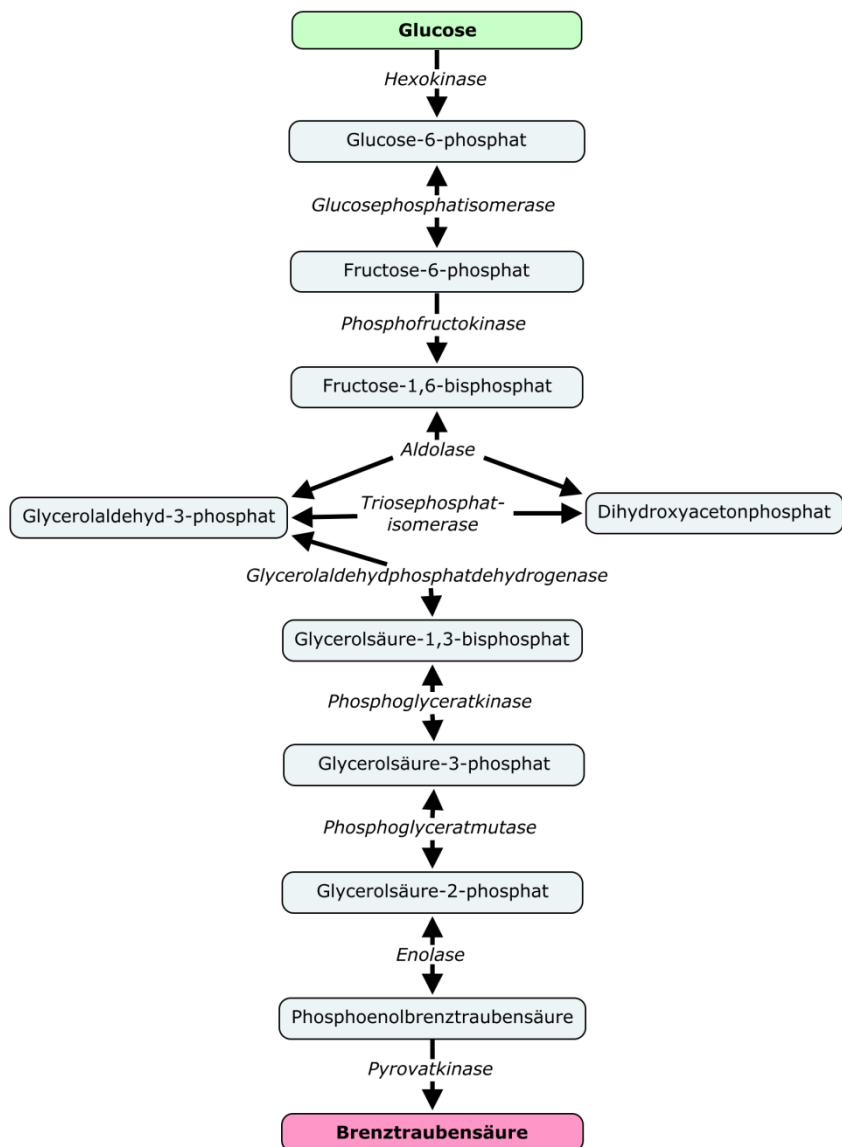 Glucose
Hexokinase
Glucose-6-phosphat
Glucosephosphatisomerase
Fructose-6-phosphat
Phosphofructokinase
Fructose-1,6-bisphosphat
Aldolase
Glycerolaldehyd-3-phosphat
Triosephosphat-
isomerase
Dihydroxyacetonphosphat
Glycerolaldehydphosphatdehydrogenase
Glycerolsäure-1,3-bisphosphat
Phosphoglyceratkinase
Glycerolsäure-3-phosphat
Phosphoglyceratmutase
Glycerolsäure-2-phosphat
Enolase
Phosphoenolbrenztraubensäure
Pyrovatkinase
Brenztraubensäure